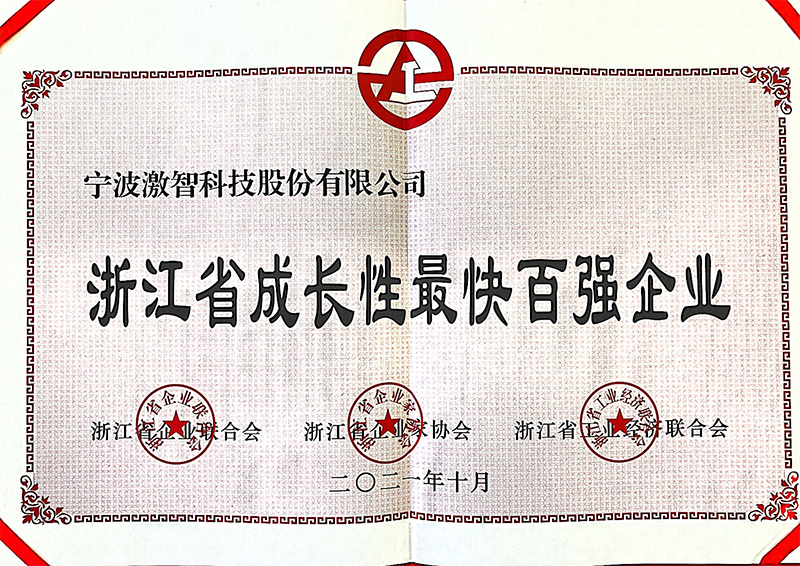 宁波激智科技股份有限公司
浙江省成长性最快百强企业
浙江省企业联合会 浙江省企业家协会 浙江省工业经济联合会
二〇二一年十月